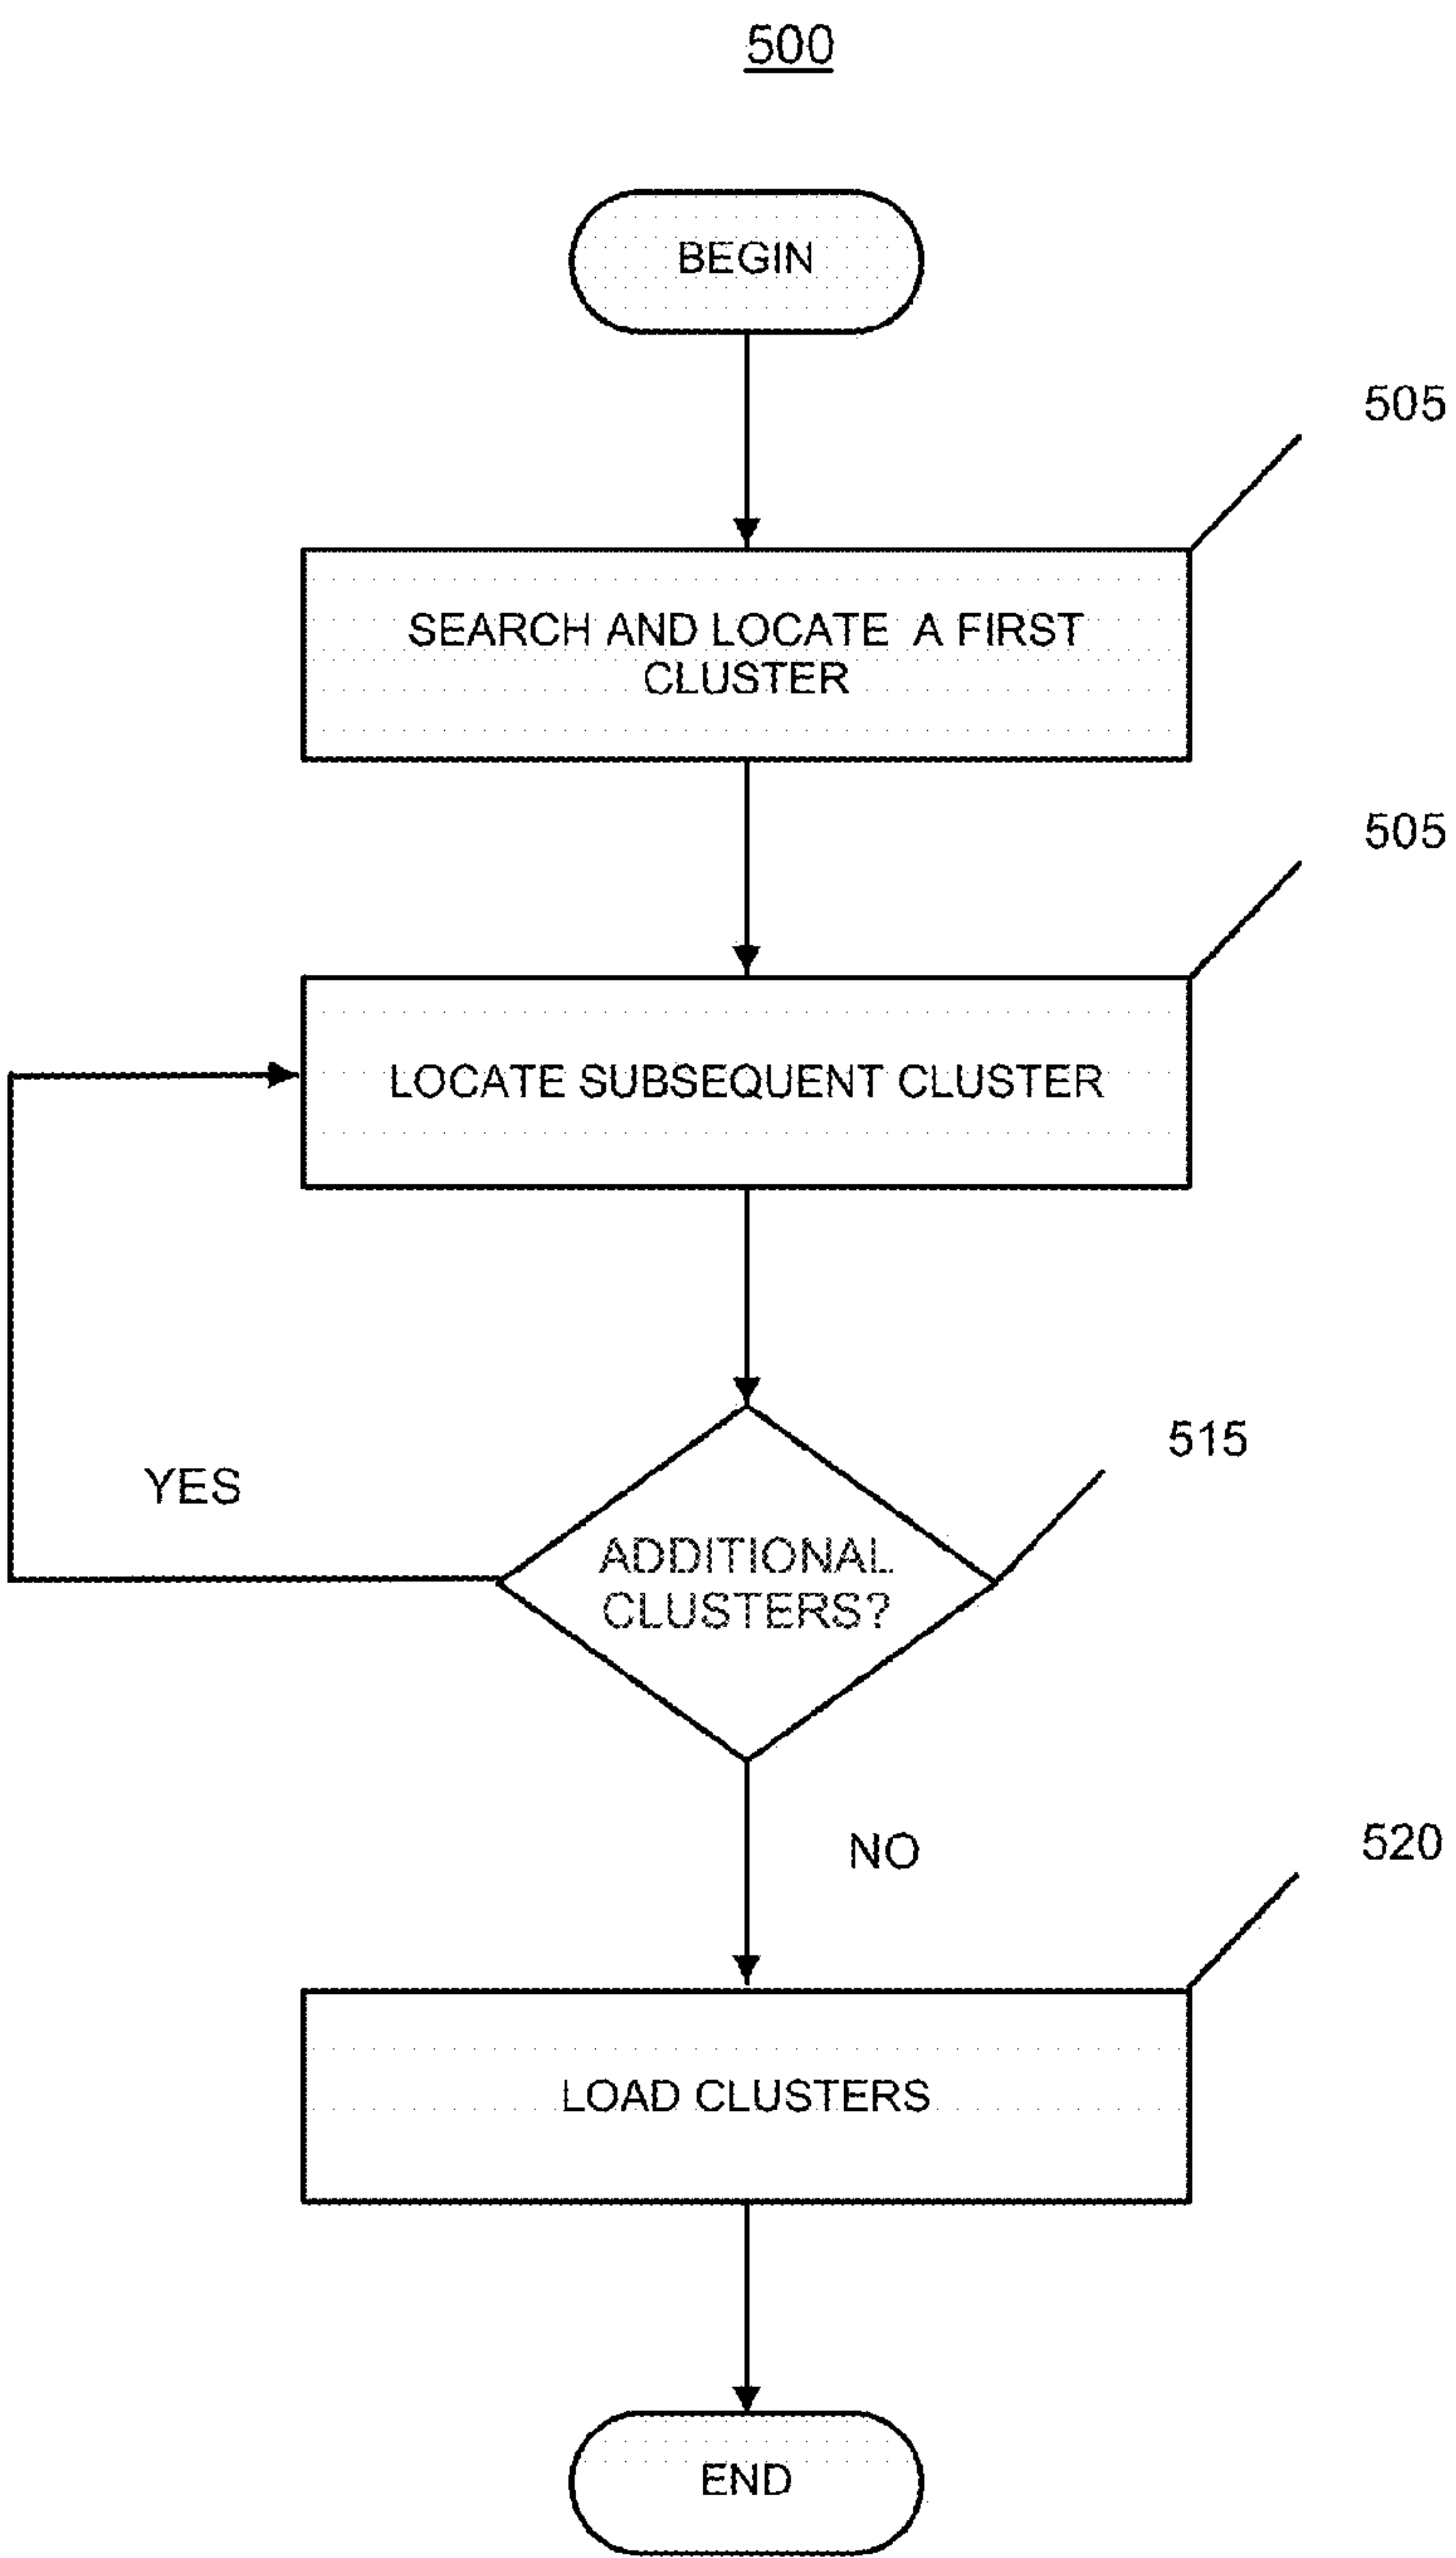 500
BEGIN
505
SEARCH AND LOCATE A FIRST
CLUSTER
505
LOCATE SUBSEQUENT CLUSTER
515
YES
ADDITIONAL
CLUSTERS?
NO
520
LOAD CLUSTERS
END